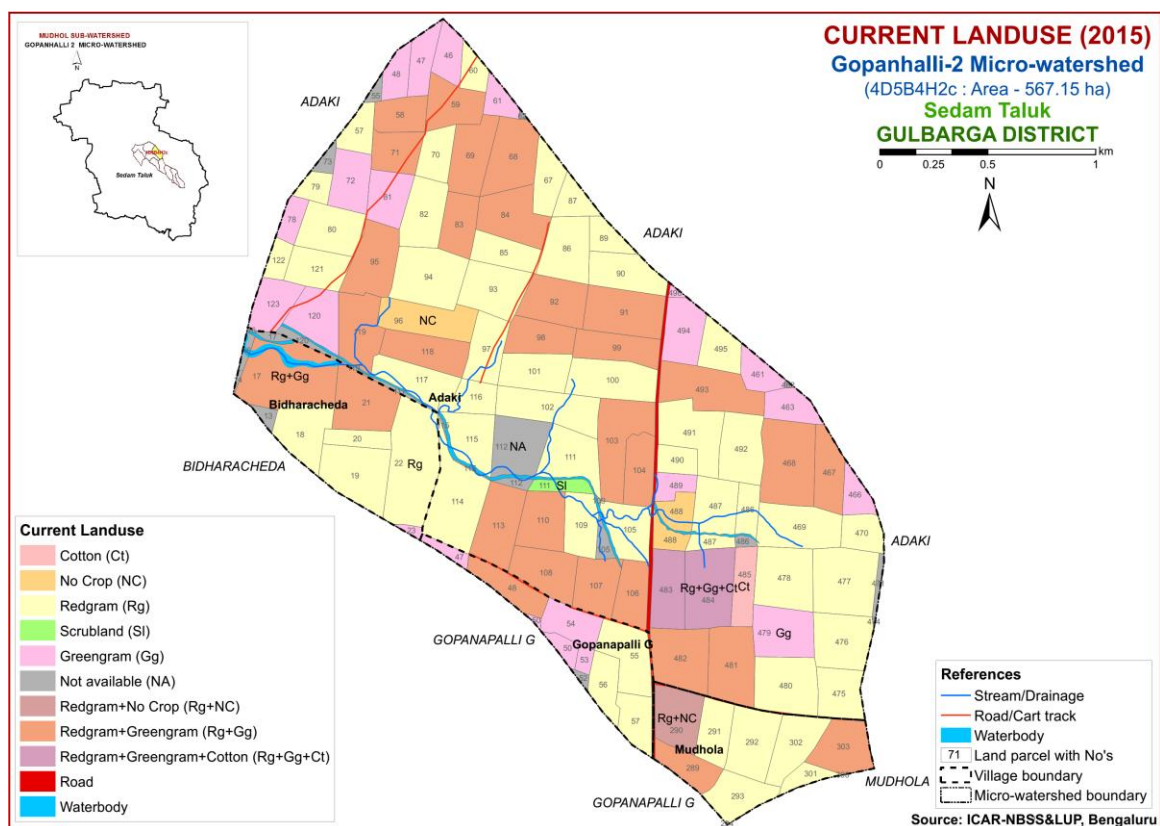 MUDHOL SUB-WATERSHED
GOPANHALLI 2 MICRO-WATERSHED
N
MUDHOL
Sedam Taluk
CURRENT LANDUSE (2015)
Gopanhalli-2 Micro-watershed
(4D5B4H2c : Area - 567.15 ha)
Sedam Taluk
GULBARGA DISTRICT
km
0 0.25 0.5 1
N
ADAKI
46
47
48
60
55
59
61
58
57
71
70
69
68
73
72
81
67
87
79
78
80
82
83
84
ADAKI
89
86
85
90
122
121
95
94
93
123
120
92
91
498
96 NC
494
495
118
97
98
99
461
117
101
100
493
463
17
Rg+Gg
21
Bidharacheda
Adaki
116
102
13
18
20
115
112 NA
111
103
104
491
492
468
467
BIDHARACHEDA
19
22 Rg
490
489
466
112
111 Sl
114
113
110
109
105
488
487
486
469
470
488
487
486
ADAKI
23
47
108
107
106
483
Rg+Gg+Ct
484
485
Ct
478
477
48
GOPANAPALLI G
54
50
53
Gopanapalli G
55
56
57
479 Gg
476
482
481
480
475
Rg+NC
290
291
292
302
303
Mudhola
289
293
301
MUDHOLA
GOPANAPALLI G
Current Landuse
Cotton (Ct)
No Crop (NC)
Redgram (Rg)
Scrubland (Sl)
Greengram (Gg)
Not available (NA)
Redgram+No Crop (Rg+NC)
Redgram+Greengram (Rg+Gg)
Redgram+Greengram+Cotton (Rg+Gg+Ct)
Road
Waterbody
References
Stream/Drainage
Road/Cart track
Waterbody
71 Land parcel with No's
Village boundary
Micro-watershed boundary
Source: ICAR-NBSS&LUP, Bengaluru